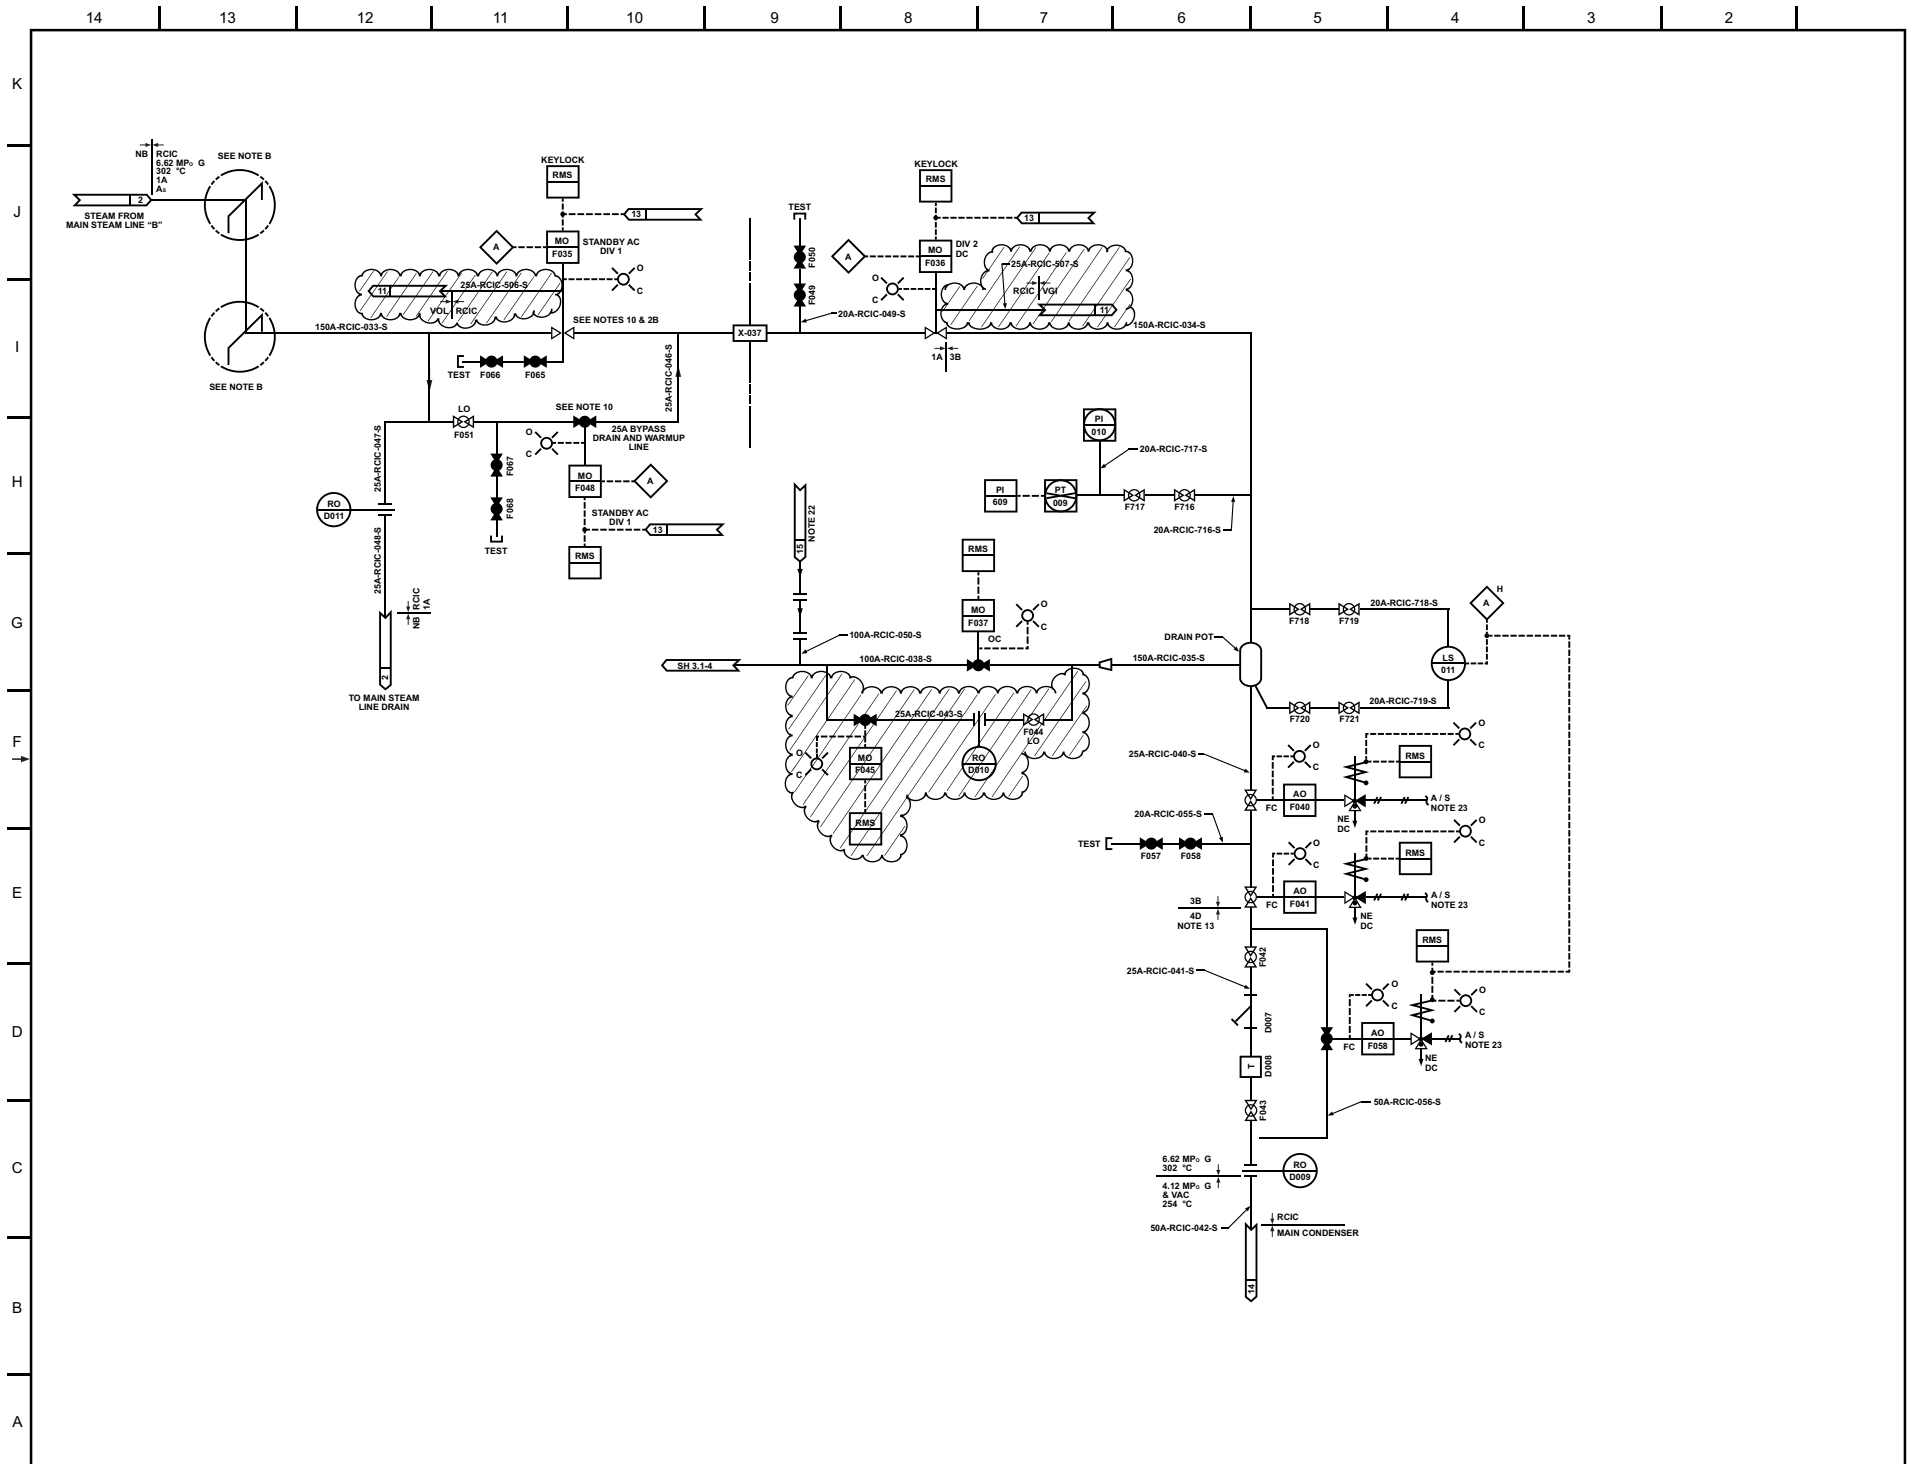 14 13 12 11 10 9 8 7 6 5 4 3 2
K
J
I
H
G
F
E
D
C
B
A
NB
RCIC
6.62 MPo G
302 °C
1A
As
SEE NOTE B
2
STEAM FROM
MAIN STEAM LINE “B”
SEE NOTE B
KEYLOCK
RMS
13
A
MO
F035
STANDBY AC
DIV 1
O
C
11
25A-RCIC-506-S
VOL
RCIC
150A-RCIC-033-S
SEE NOTES 10 & 2B
TEST
F066
F065
25A-RCIC-046-S
X-037
TEST
F050
F049
20A-RCIC-049-S
KEYLOCK
RMS
13
A
MO
F036
DIV 2
DC
O
C
25A-RCIC-507-S
RCIC
VGI
11
150A-RCIC-034-S
1A
3B
LO
F051
SEE NOTE 10
25A BYPASS
DRAIN AND WARMUP
LINE
O
C
25A-RCIC-047-S
F067
F068
TEST
MO
F048
A
RO
D011
STANDBY AC
DIV 1
13
RMS
25A-RCIC-048-S
NB
RCIC
1A
2
TO MAIN STEAM
LINE DRAIN
PI
010
20A-RCIC-717-S
PI
609
PT
009
F717
F716
20A-RCIC-716-S
15
NOTE 22
RMS
MO
F037
OC
O
C
100A-RCIC-050-S
SH 3.1-4
100A-RCIC-038-S
150A-RCIC-035-S
DRAIN POT
F718
F719
20A-RCIC-718-S
A
H
LS
011
F720
F721
20A-RCIC-719-S
25A-RCIC-043-S
F044
LO
O
C
MO
F045
RO
D010
RMS
25A-RCIC-040-S
O
C
FC
AO
F040
RMS
O
C
A / S
NOTE 23
NE
DC
20A-RCIC-055-S
TEST
F057
F058
O
C
FC
AO
F041
RMS
O
C
A / S
NOTE 23
NE
DC
3B
4D
NOTE 13
F042
25A-RCIC-041-S
D007
D008
T
F043
RMS
O
C
O
C
FC
AO
F058
A / S
NOTE 23
NE
DC
50A-RCIC-056-S
6.62 MPo G
302 °C
4.12 MPo G
& VAC
254 °C
RO
D009
50A-RCIC-042-S
RCIC
MAIN CONDENSER
14